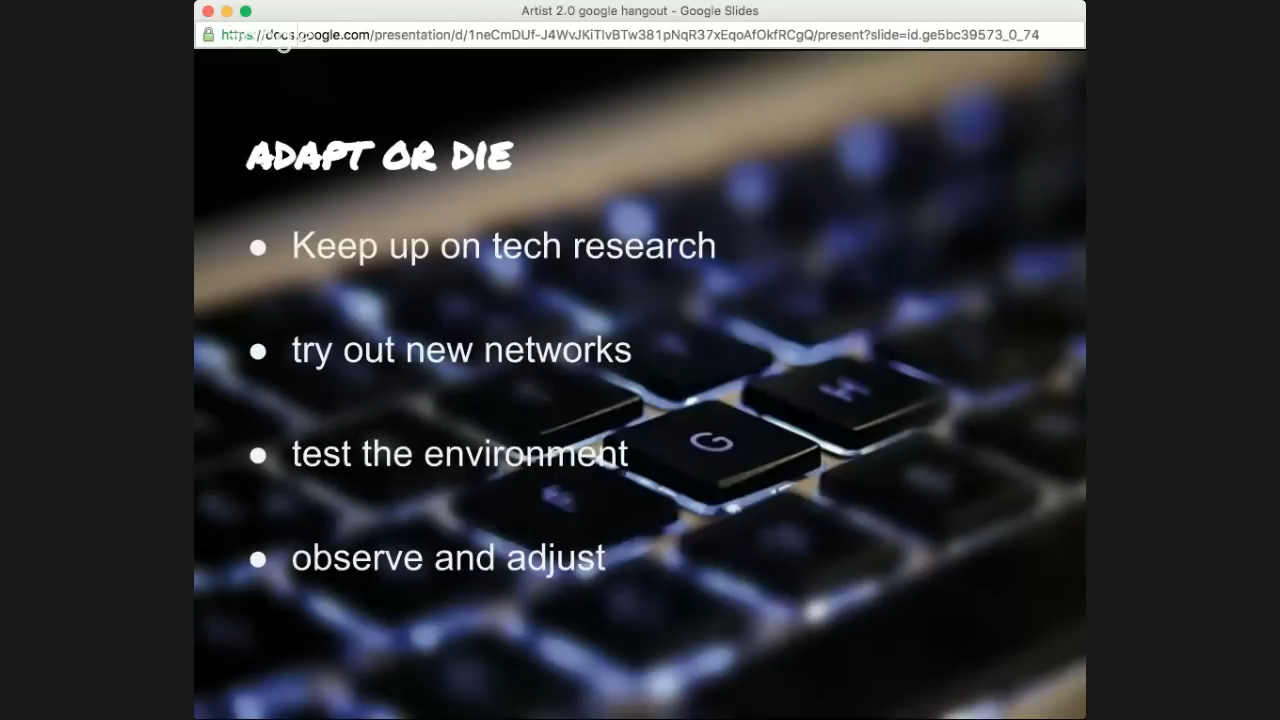 Artist 2.0 google hangout - Google Slides
https://docs.google.com/presentation/d/1neCmDUf-J4WvJKiTlvBTw381pNqR37xEqoAfOkfRCgQ/present?slide=id.ge5bc39573_0_74
ADAPT OR DIE
● Keep up on tech research
● try out new networks
● test the environment
● observe and adjust
H
G